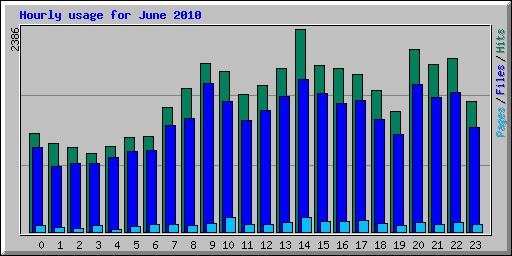 Hourly usage for June 2010
2386
Pages/Files/Hits
0 1 2 3 4 5 6 7 8 9 10 11 12 13 14 15 16 17 18 19 20 21 22 23